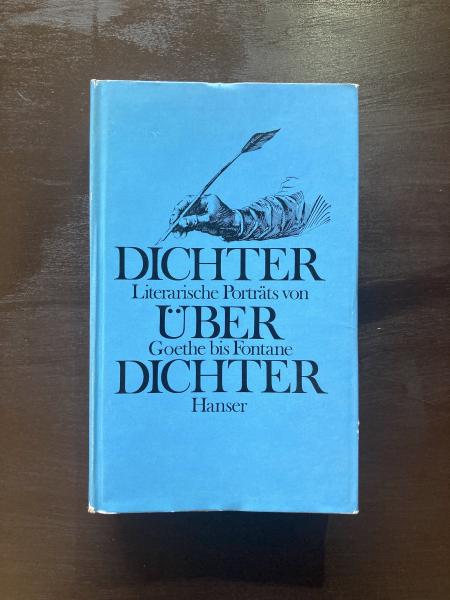 DICHTER
Literarische Porträts von
ÜBER
Goethe bis Fontane
DICHTER
Hanser